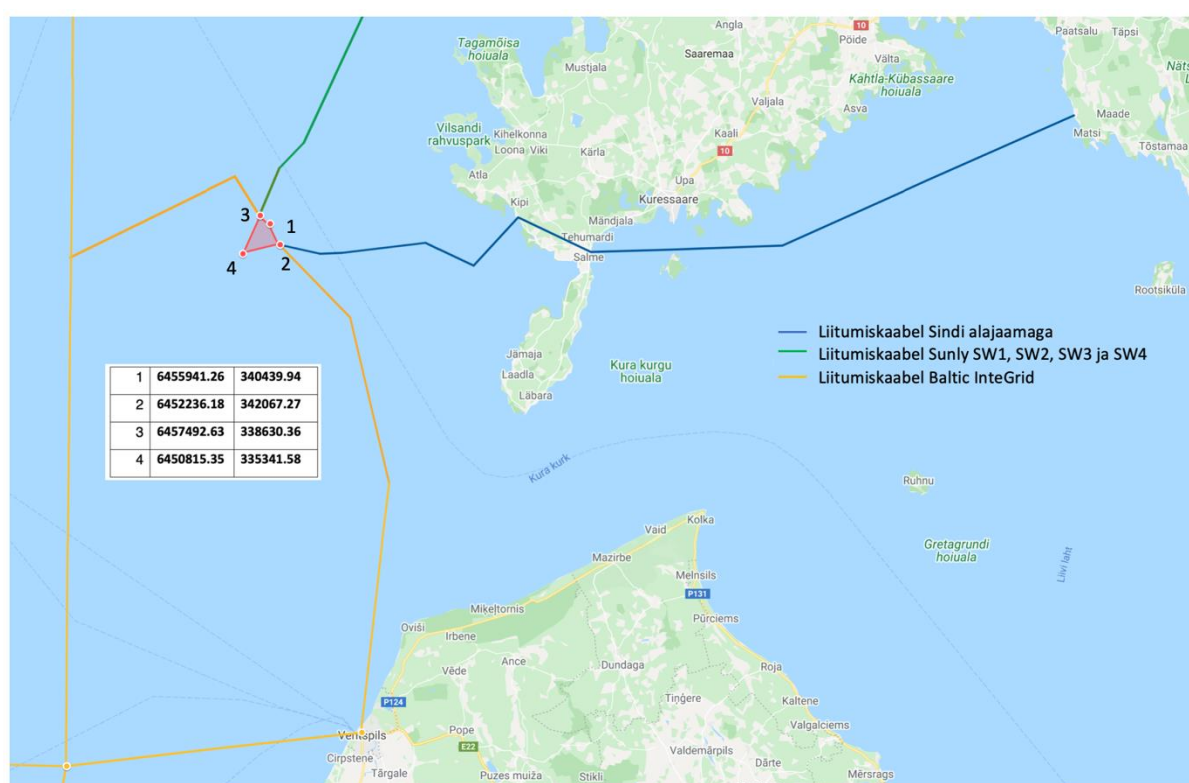 Angla
10
Pöide
Paatsalu
Täpsi
Tagamõisa
hoiuala
Saaremaa
Mustjala
Välta
Kahtla-Kübassaare
hoiuala
Valjala
Asva
Maade
Matsi
Tõstamaa
Vilsandi
rahvuspark
Kihelkonna
Loona
Viki
Kärla
Kaali
10
Atla
Upa
Kuressaare
Kipi
Mändjala
Tehumardi
Salme
3
1
2
4
Rootsiküla
Jämaja
Laadla
Läbara
Kura kurgu
hoiuala
Liitumiskaabel Sindi alajaamaga
Liitumiskaabel Sunly SW1, SW2, SW3 ja SW4
Liitumiskaabel Baltic InteGrid
1 6455941.26 340439.94
2 6452236.18 342067.27
3 6457492.63 338630.36
4 6450815.35 335341.58
Kura kurk
Ruhnu
Kolka
Vaid
Mazirbe
Gretagrundi
hoiuala
Liivi laht
Melnsils
P131
Miķeļtornis
Pūrciems
Oviši
Irbene
Ance
Vēde
Dundaga
Roja
P124
Tiņģere
Kaltene
Valgalciems
Ventspils
Pope
E22
Cirpstene
Valdemārpils
Dārte
Tārgale
Puzes muiža
Stikli
Mērsrags